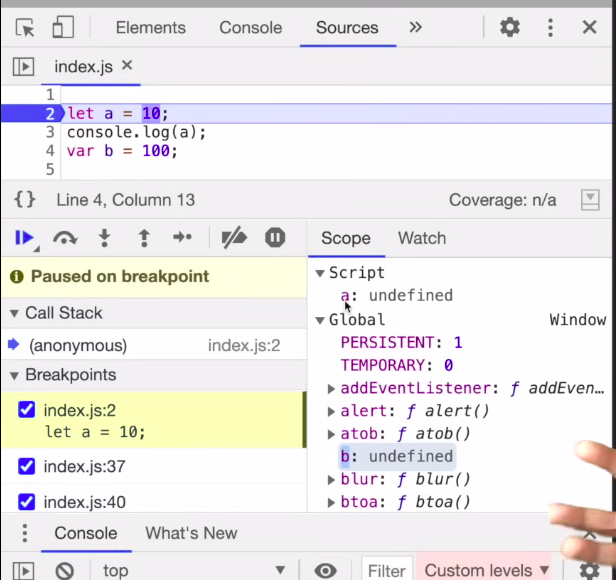 Elements Console Sources »
index.js ×
1
2 let a = 10;
3 console.log(a);
4 var b = 100;
5
{} Line 4, Column 13 Coverage: n/a
Scope Watch
Paused on breakpoint
Call Stack
(anonymous) index.js:2
Breakpoints
index.js:2
let a = 10;
index.js:37
index.js:40
Script
a: undefined
Global Window
PERSISTENT: 1
TEMPORARY: 0
addEventListener: ƒ addEven…
alert: ƒ alert()
atob: ƒ atob()
b: undefined
blur: ƒ blur()
btoa: ƒ btoa()
Console What's New
top Filter Custom levels